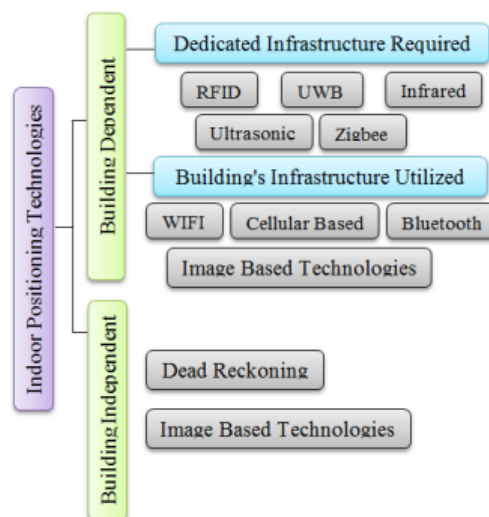 Indoor Positioning Technologies
Building Dependent
Dedicated Infrastructure Required
RFID
UWB
Infrared
Ultrasonic
Zigbee
Building's Infrastructure Utilized
WIFI
Cellular Based
Bluetooth
Image Based Technologies
Building Independent
Dead Reckoning
Image Based Technologies